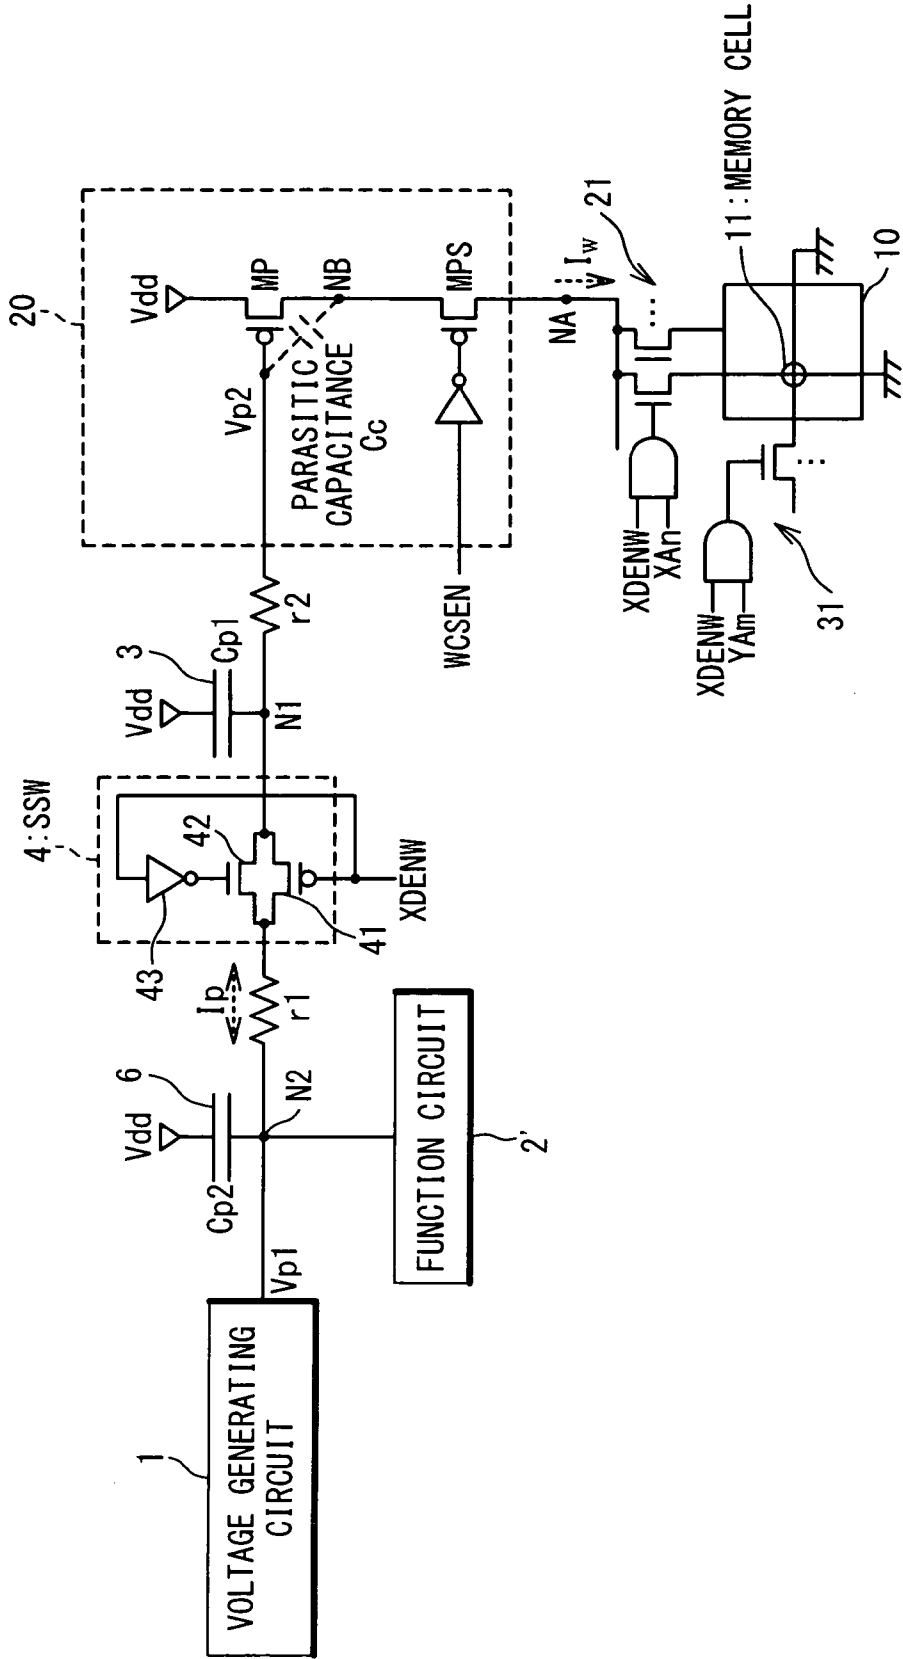 20
Vdd
MP
NB
Vp2
PARASITIC
CAPACITANCE
Cc
MPS
WCSEN
NA
Iw
21
11:MEMORY CELL
10
XDENW
XAn
XDENW
YAm
31
r2
Vdd
3
Cp1
N1
4:SSW
42
41
43
XDENW
Ip
r1
Vdd
6
Cp2
N2
FUNCTION CIRCUIT
2'
Vp1
1
VOLTAGE GENERATING
CIRCUIT